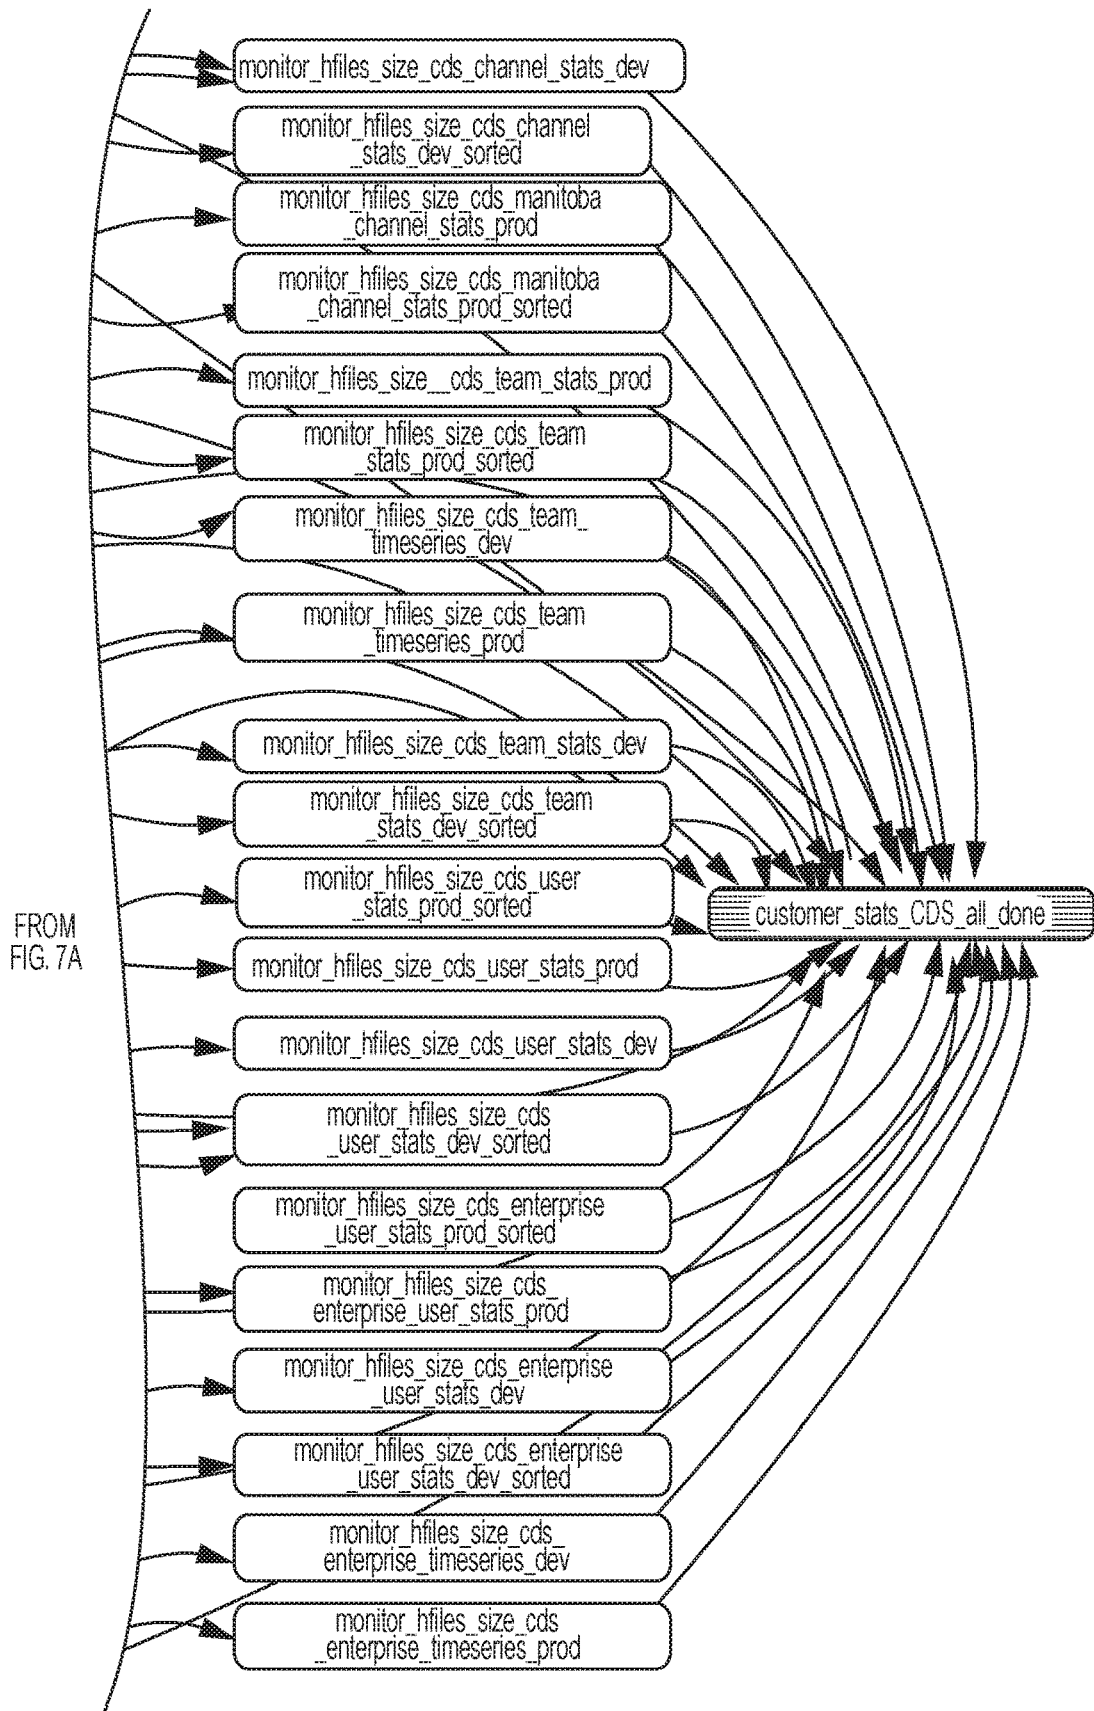 monitor_hfiles_size_cds_channel_stats_dev
monitor_hfiles_size_cds_channel
_stats_dev_sorted
monitor_hfiles_size_cds_manitoba
_channel_stats_prod
monitor_hfiles_size_cds_manitoba
_channel_stats_prod_sorted
monitor_hfiles_size__cds_team_stats_prod
monitor_hfiles_size_cds_team
_stats_prod_sorted
monitor_hfiles_size_cds_team_
timeseries_dev
monitor_hfiles_size_cds_team
_timeseries_prod
monitor_hfiles_size_cds_team_stats_dev
monitor_hfiles_size_cds_team
_stats_dev_sorted
monitor_hfiles_size_cds_user
_stats_prod_sorted
customer_stats_CDS_all_done
FROM
FIG. 7A
monitor_hfiles_size_cds_user_stats_prod
monitor_hfiles_size_cds_user_stats_dev
monitor_hfiles_size_cds
_user_stats_dev_sorted
monitor_hfiles_size_cds_enterprise
_user_stats_prod_sorted
monitor_hfiles_size_cds_
enterprise_user_stats_prod
monitor_hfiles_size_cds_enterprise
_user_stats_dev
monitor_hfiles_size_cds_enterprise
_user_stats_dev_sorted
monitor_hfiles_size_cds_
enterprise_timeseries_dev
monitor_hfiles_size_cds
_enterprise_timeseries_prod